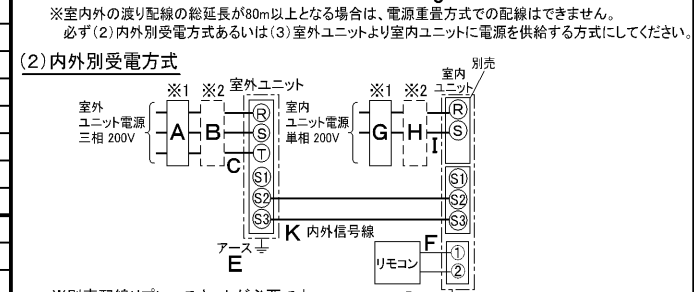 ※室内外の渡り配線の総延長が80m以上となる場合は、電源重畳方式での配線はできません。
必ず(2)内外別受電方式あるいは(3)室外ユニットより室内ユニットに電源を供給する方式にしてください。
(2)内外別受電方式
別売
※1 ※2 室外ユニット ※1 ※2 室内
ユニット
室外
ユニット電源
三相 200V
A B C
R
S
T
S1
S2
S3
室内
ユニット電源
単相 200V
G H I
R
S
S1
S2
S3
K 内外信号線
アース
E
リモコン
F
①
②